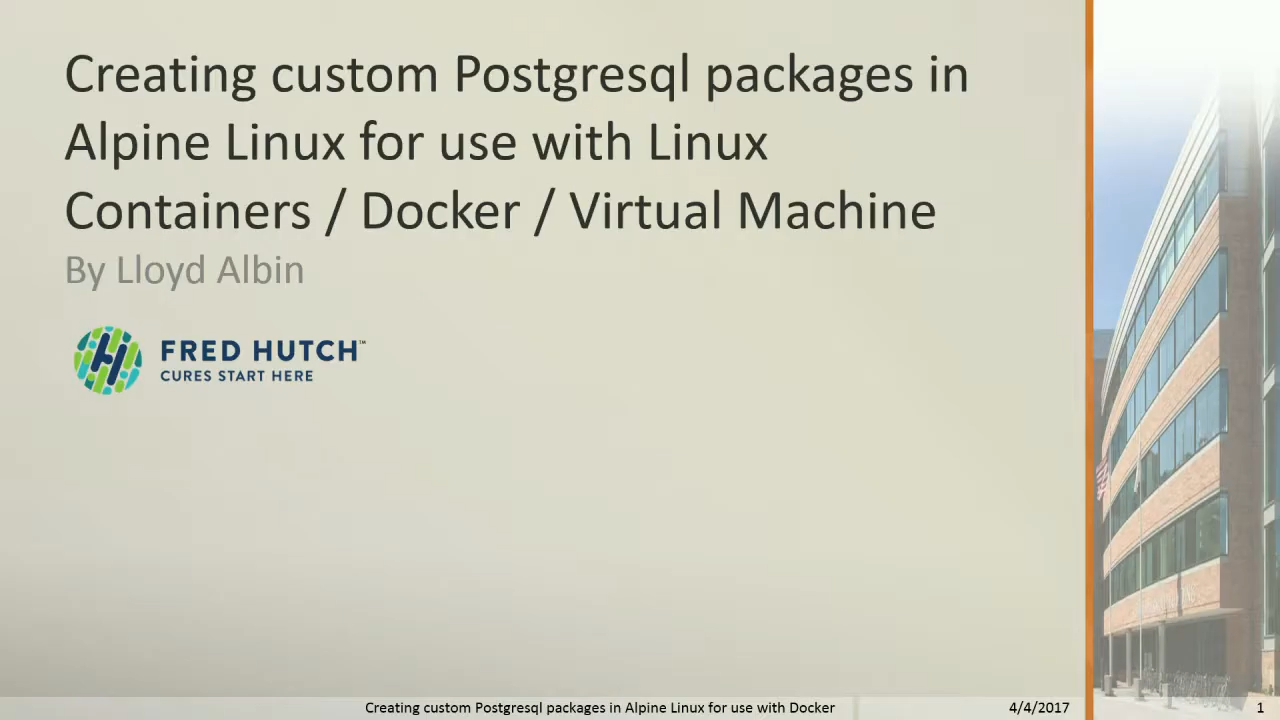 Creating custom Postgresql packages in
Alpine Linux for use with Linux
Containers / Docker / Virtual Machine
By Lloyd Albin
FRED HUTCH™
CURES START HERE
Creating custom Postgresql packages in Alpine Linux for use with Docker
4/4/2017
1